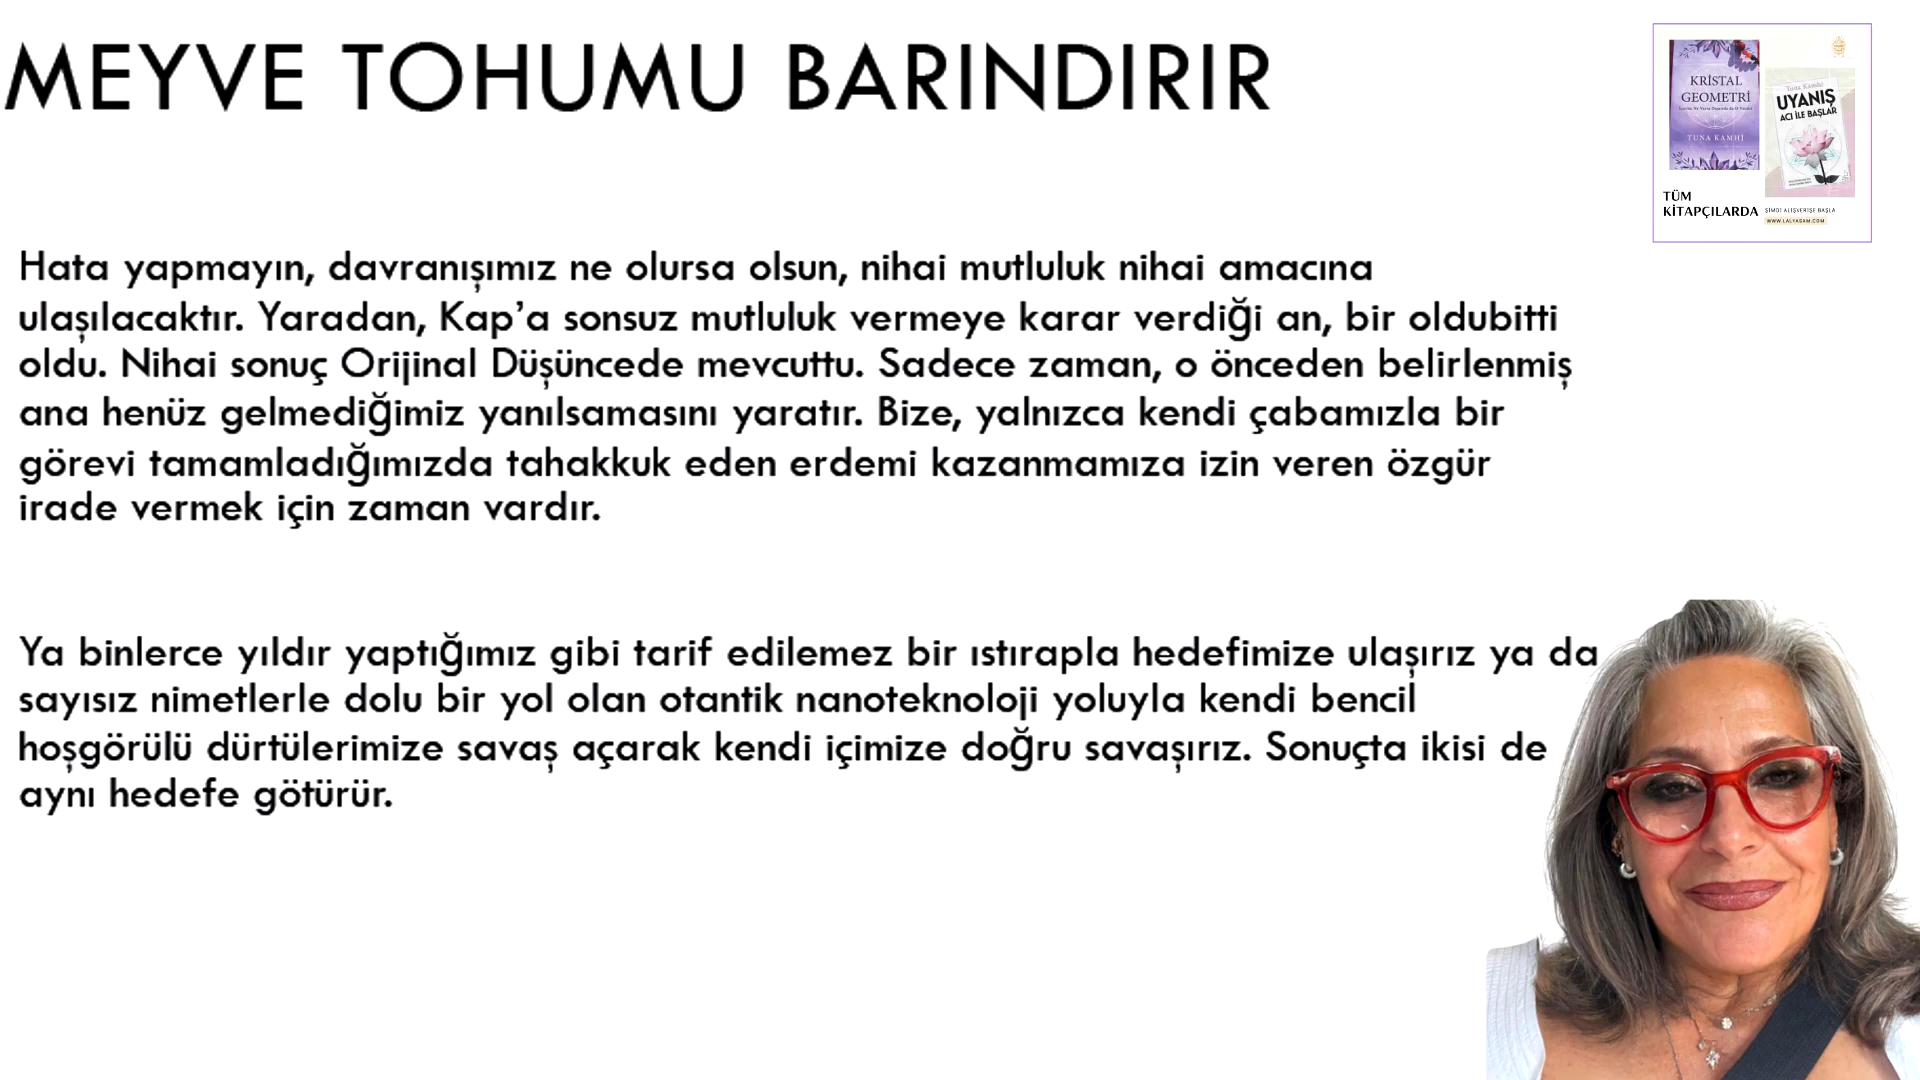 MEYVE TOHUMU BARINDIRIR
KRİSTAL
GEOMETRİ
TUNA KAMHİ
Tuna Kamhi
UYANIŞ
ACI İLE BAŞLAR
TÜM
KİTAPÇILARDA
ŞİMDİ ALIŞVERİŞE BAŞLA
WWW.LALYASAM.COM
Hata yapmayın, davranışımız ne olursa olsun, nihai mutluluk nihai amacına
ulaşılacaktır. Yaradan, Kap’a sonsuz mutluluk vermeye karar verdiği an, bir oldubitti
oldu. Nihai sonuç Orijinal Düşüncede mevcuttu. Sadece zaman, o önceden belirlenmiş
ana henüz gelmediğimiz yanılsamasını yaratır. Bize, yalnızca kendi çabamızla bir
görevi tamamladığımızda tahakkuk eden erdemi kazanmamıza izin veren özgür
irade vermek için zaman vardır.
Ya binlerce yıldır yaptığımız gibi tarif edilemez bir ıstırapla hedefimize ulaşırız ya da
sayısız nimetlerle dolu bir yol olan otantik nanoteknoloji yoluyla kendi bencil
hoşgörülü dürtülerimize savaş açarak kendi içimize doğru savaşırız. Sonuçta ikisi de
aynı hedefe götürür.